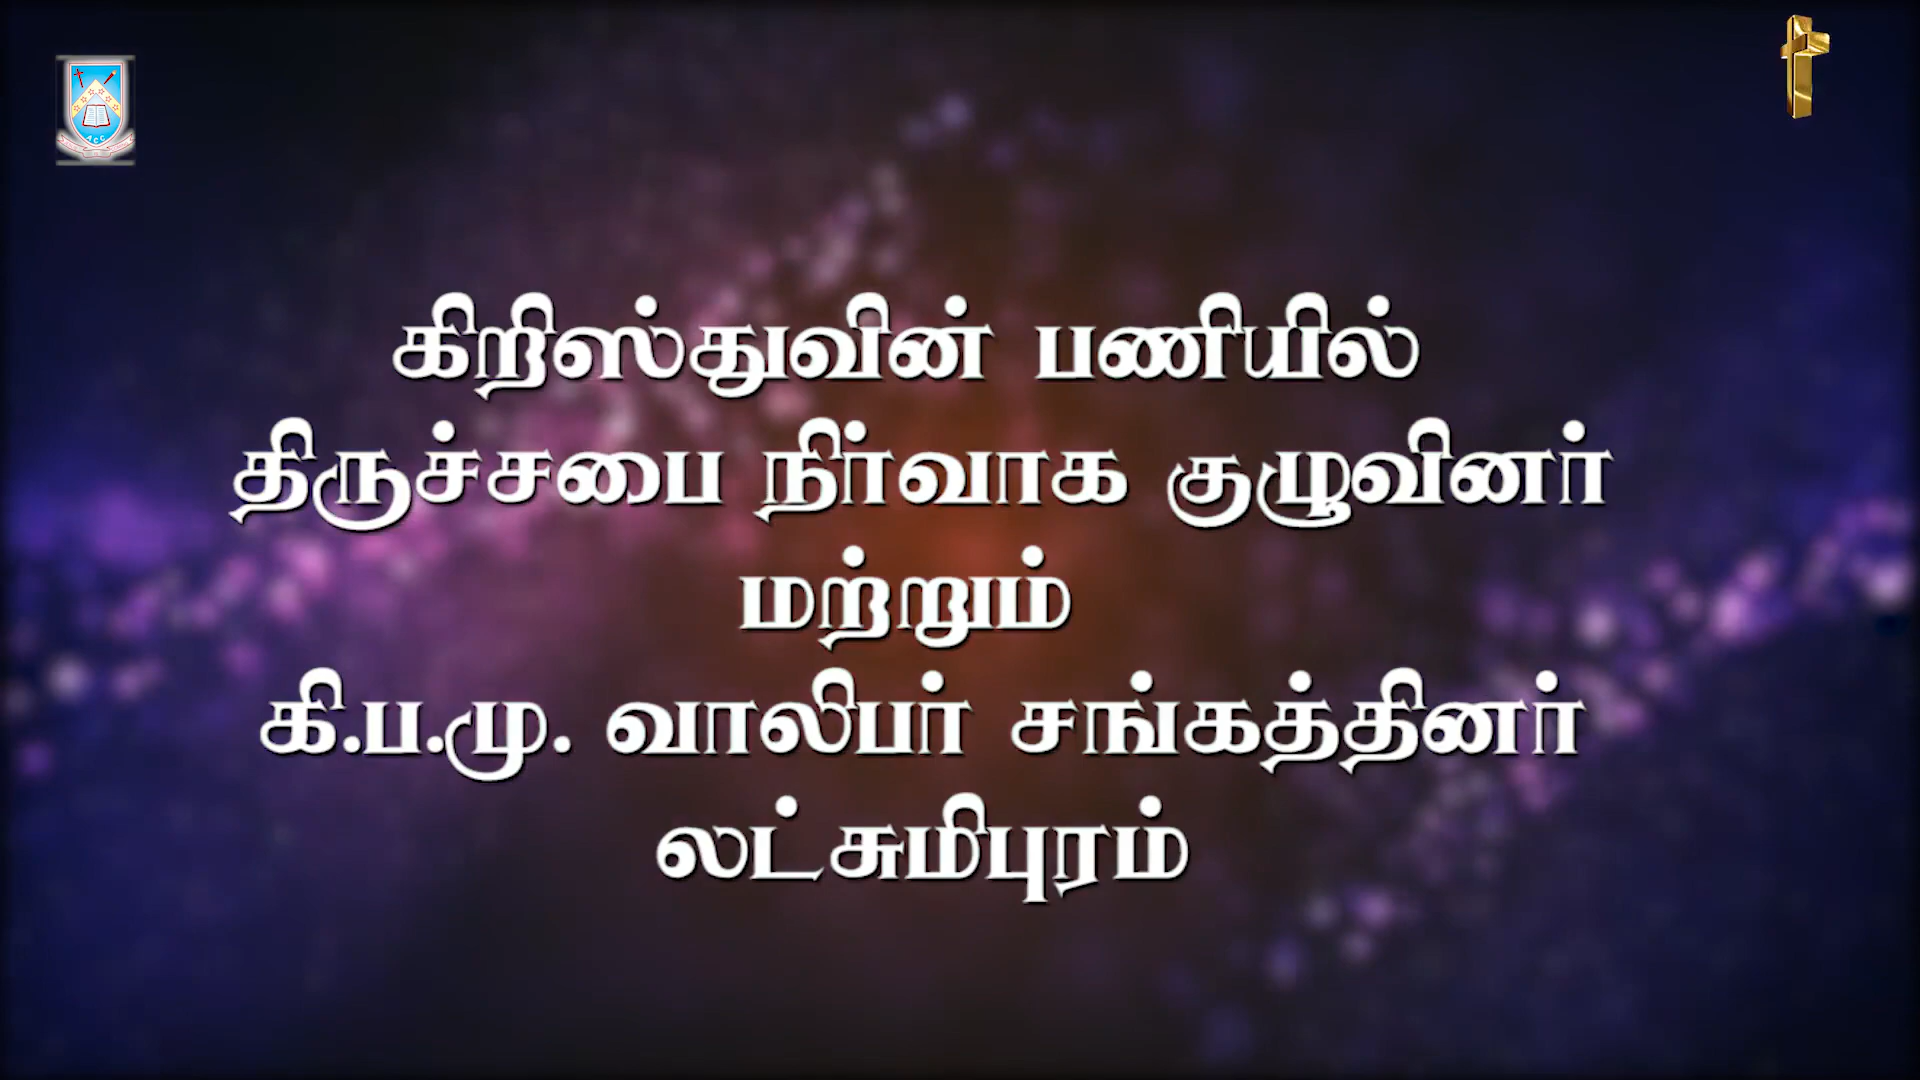 கிறிஸ்துவின் பணியில்
திருச்சபை நிர்வாக குழுவினர்
மற்றும்
கி.ப.மு. வாலிபர் சங்கத்தினர்
லட்சுமிபுரம்
A C C